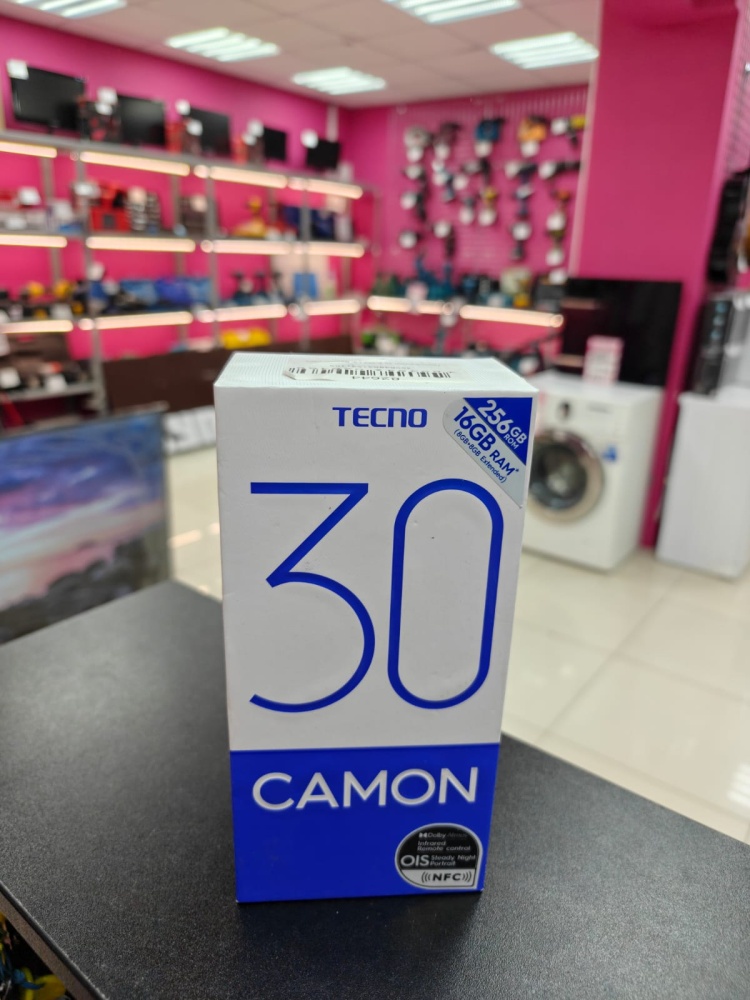 TECNO
256GB
ROM
16GB RAM*
(8GB+8GB Extended)
30
CAMON
Dolby Atmos
Infrared
Remote control
OIS Steady Night
Portrait
NFC